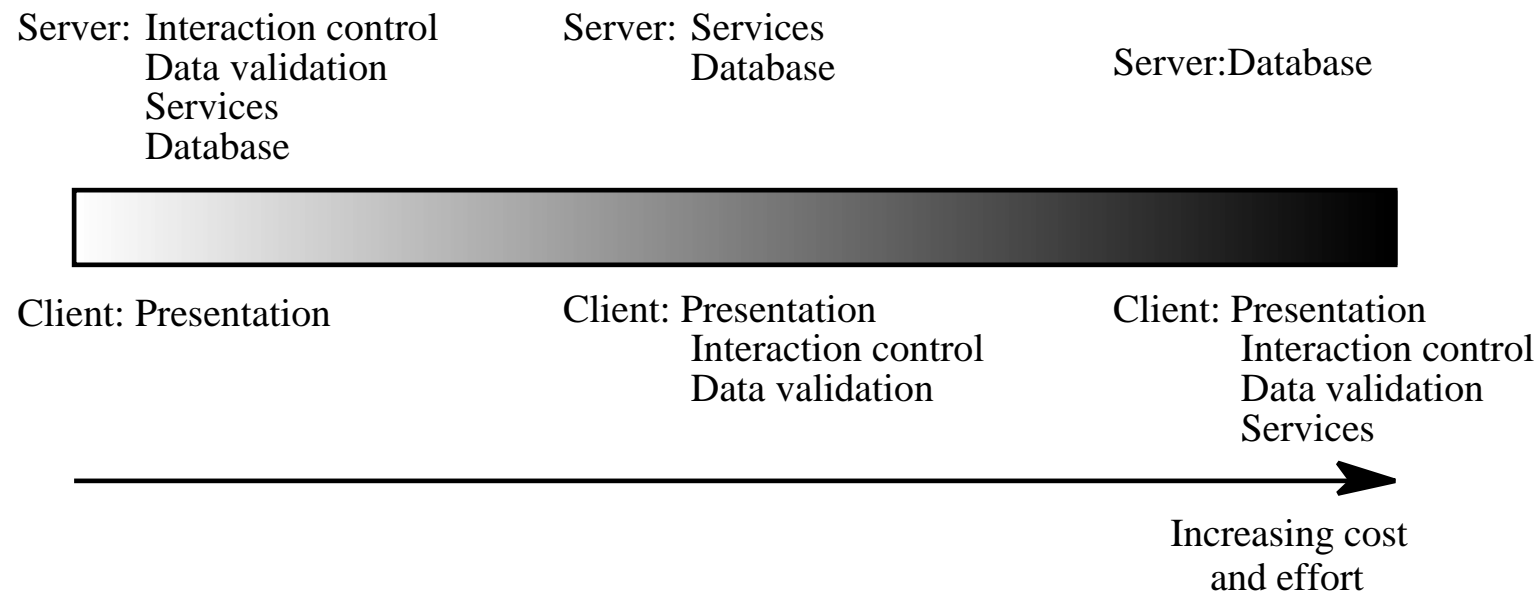 Server: Interaction control
Data validation
Services
Database
Server: Services
Database
Server:Database
Client: Presentation
Client: Presentation
Interaction control
Data validation
Client: Presentation
Interaction control
Data validation
Services
Increasing cost
and effort